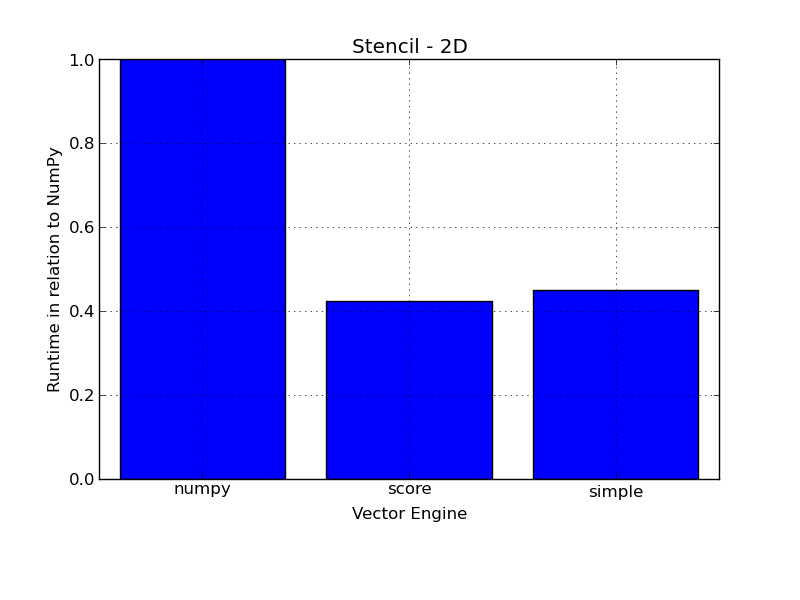 Stencil - 2D
Runtime in relation to NumPy
1.0
0.8
0.6
0.4
0.2
0.0
numpy score simple
Vector Engine